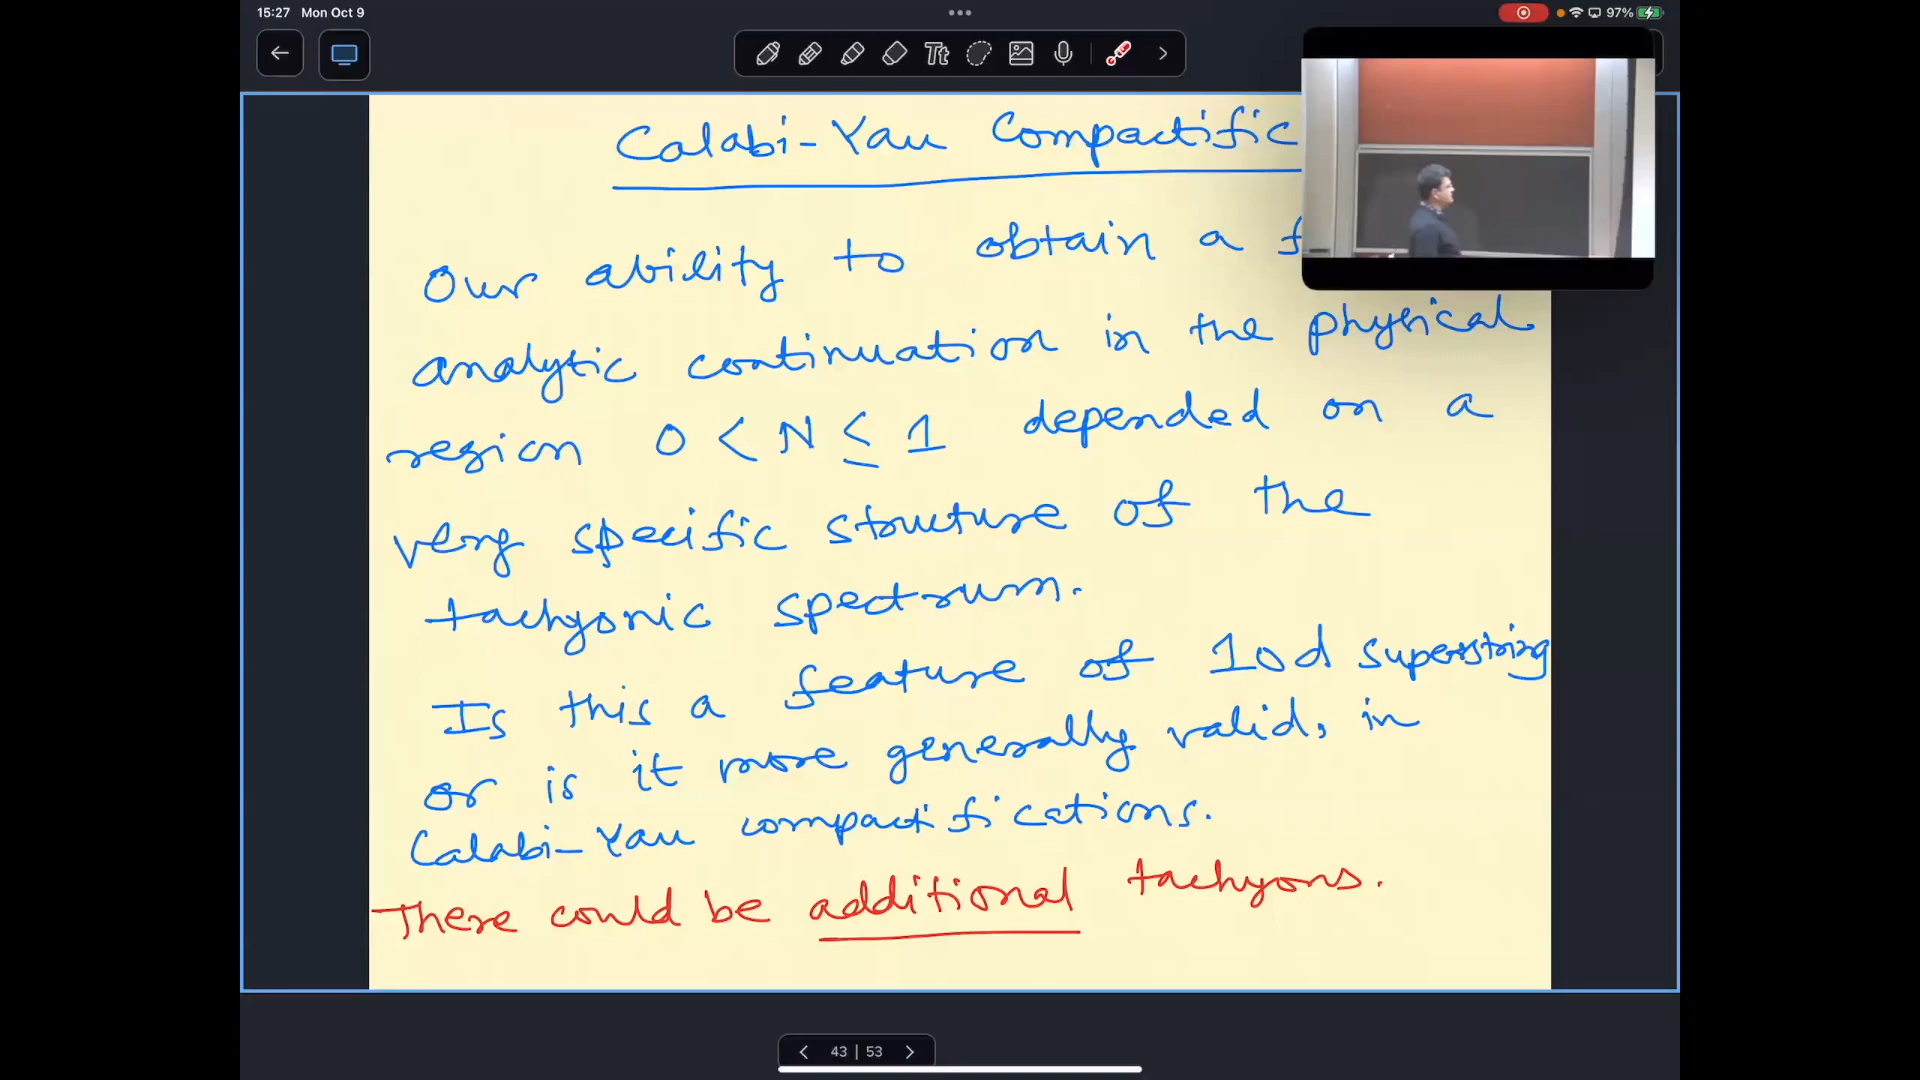 15:27 Mon Oct 9
97%
Tt
Calabi-Yau Compactific
Our ability to obtain a f
analytic continuation in the physical
region 0 < N ≤ 1 depended on a
very specific structure of the
tachyonic spectrum.
Is this a feature of 10d superstring
or is it more generally valid, in
Calabi-Yau compactifications.
There could be additional tachyons.
43 | 53